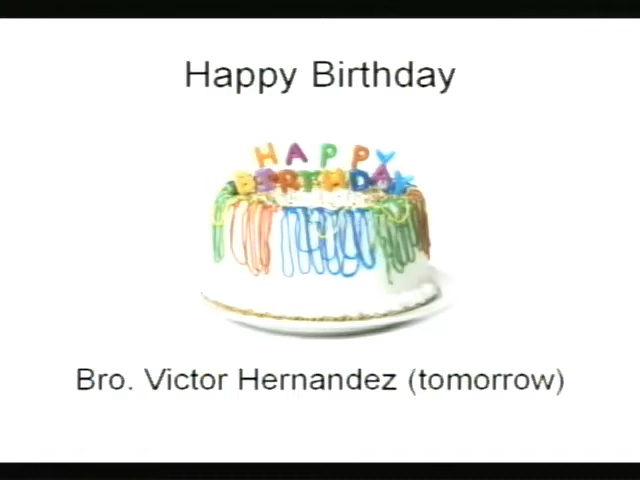 Happy Birthday
HAPPY
BIRTHDAY
Bro. Victor Hernandez (tomorrow)